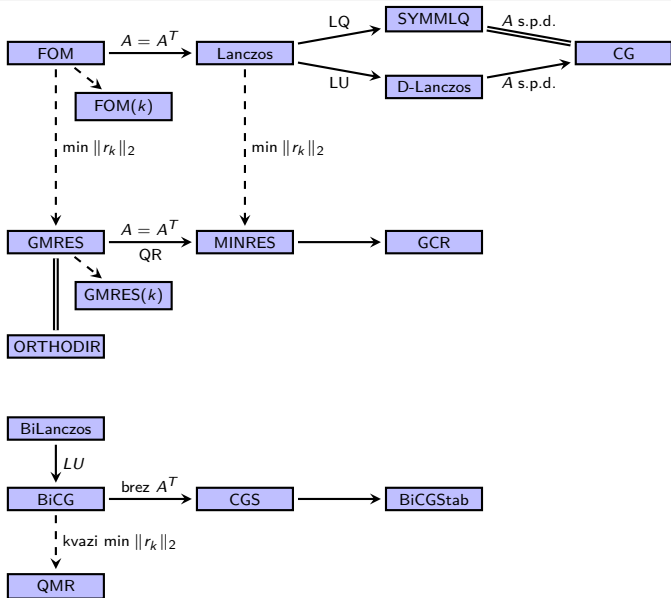 LQ
SYMMLQ
A s.p.d.
FOM
A = A^T
Lanczos
CG
LU
D-Lanczos
A s.p.d.
FOM(k)
min ‖r_k‖_2
min ‖r_k‖_2
GMRES
A = A^T
QR
MINRES
GCR
GMRES(k)
ORTHODIR
BiLanczos
LU
BiCG
brez A^T
CGS
BiCGStab
kvazi min ‖r_k‖_2
QMR